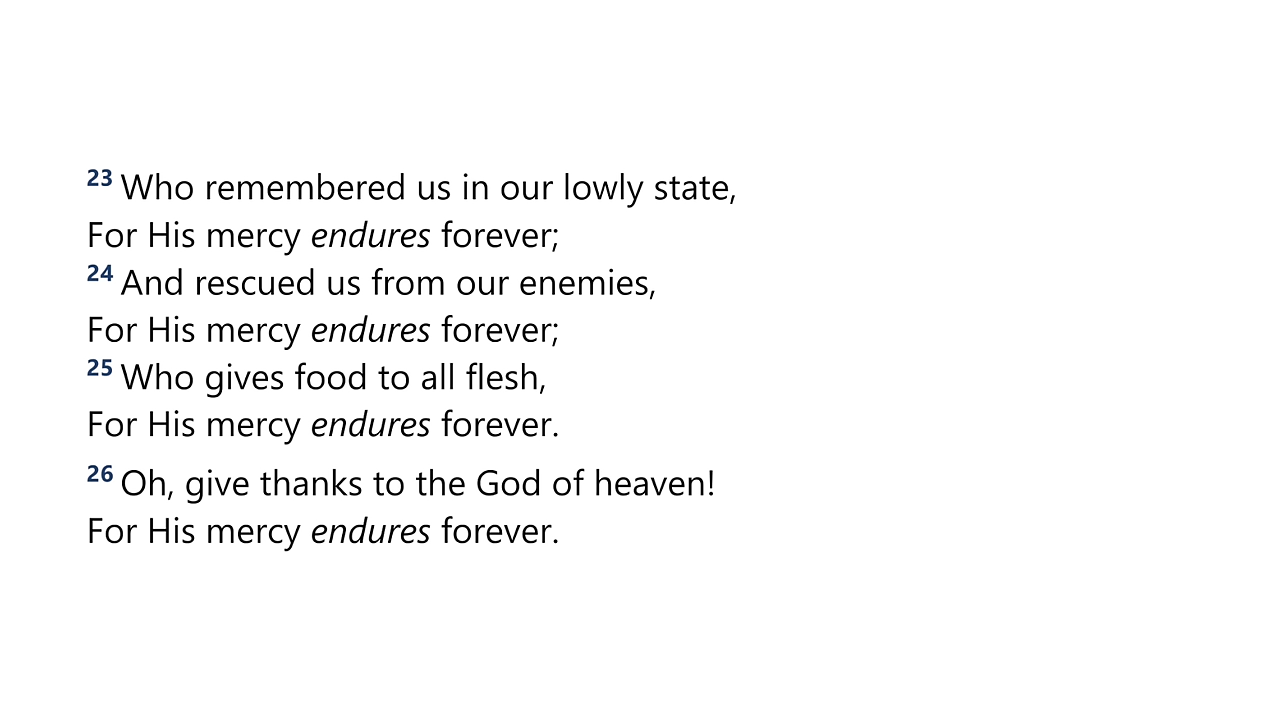 23 Who remembered us in our lowly state,
For His mercy endures forever;
24 And rescued us from our enemies,
For His mercy endures forever;
25 Who gives food to all flesh,
For His mercy endures forever.
26 Oh, give thanks to the God of heaven!
For His mercy endures forever.